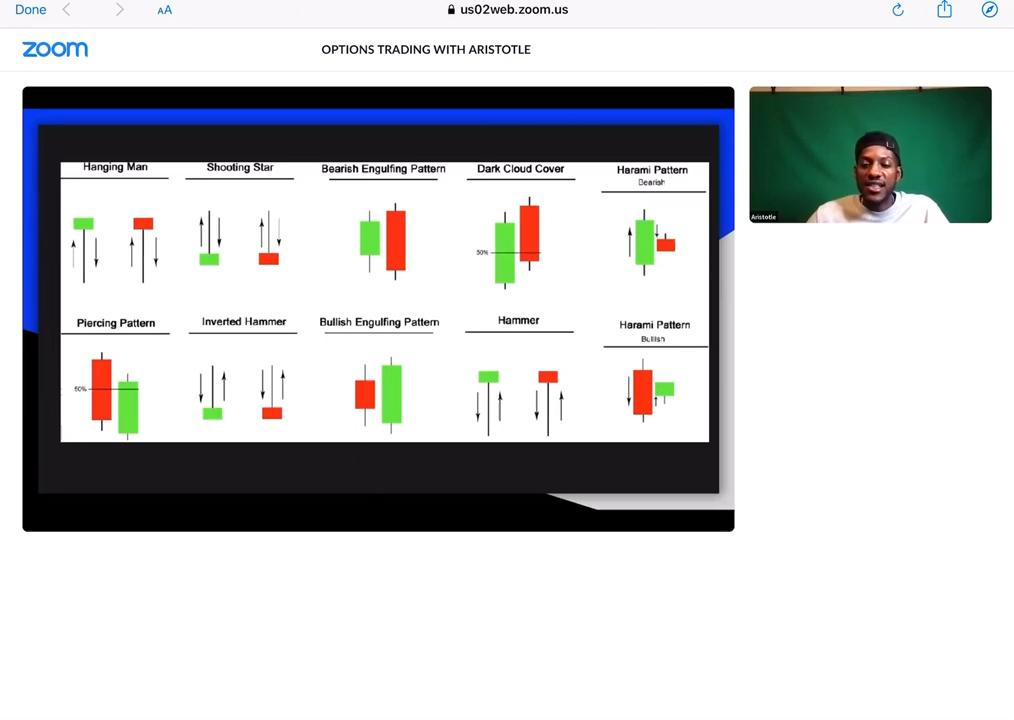 Done
AA
us02web.zoom.us
zoom
OPTIONS TRADING WITH ARISTOTLE
Hanging Man
Shooting Star
Bearish Engulfing Pattern
Dark Cloud Cover
Harami Pattern
Bearish
50%
Piercing Pattern
Inverted Hammer
Bullish Engulfing Pattern
Hammer
Harami Pattern
Bullish
50%
Aristotle